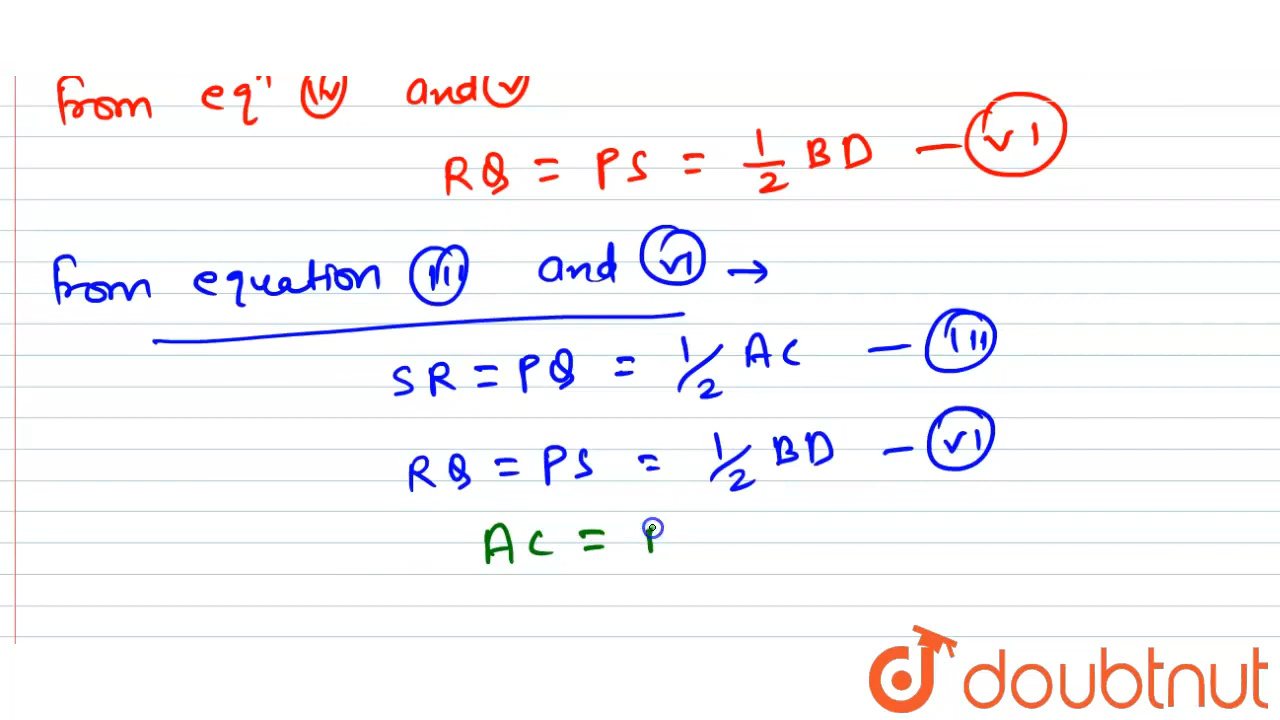 from eqⁿ (iv) and (v)
RQ = PS = 1/2 BD - (vi)
from equation (iii) and (vi) →
SR = PQ = 1/2 AC - (iii)
RQ = PS = 1/2 BD - (vi)
AC =
doubtnut